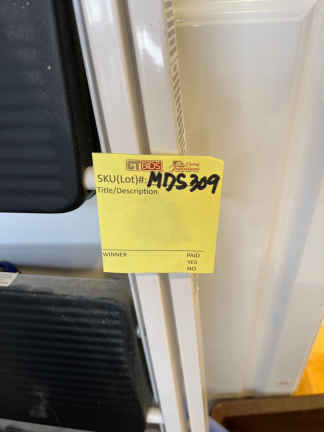 CTBIDS
SKU(Lot)#: MDS309
Title/Description
WINNER
PAID
YES
NO